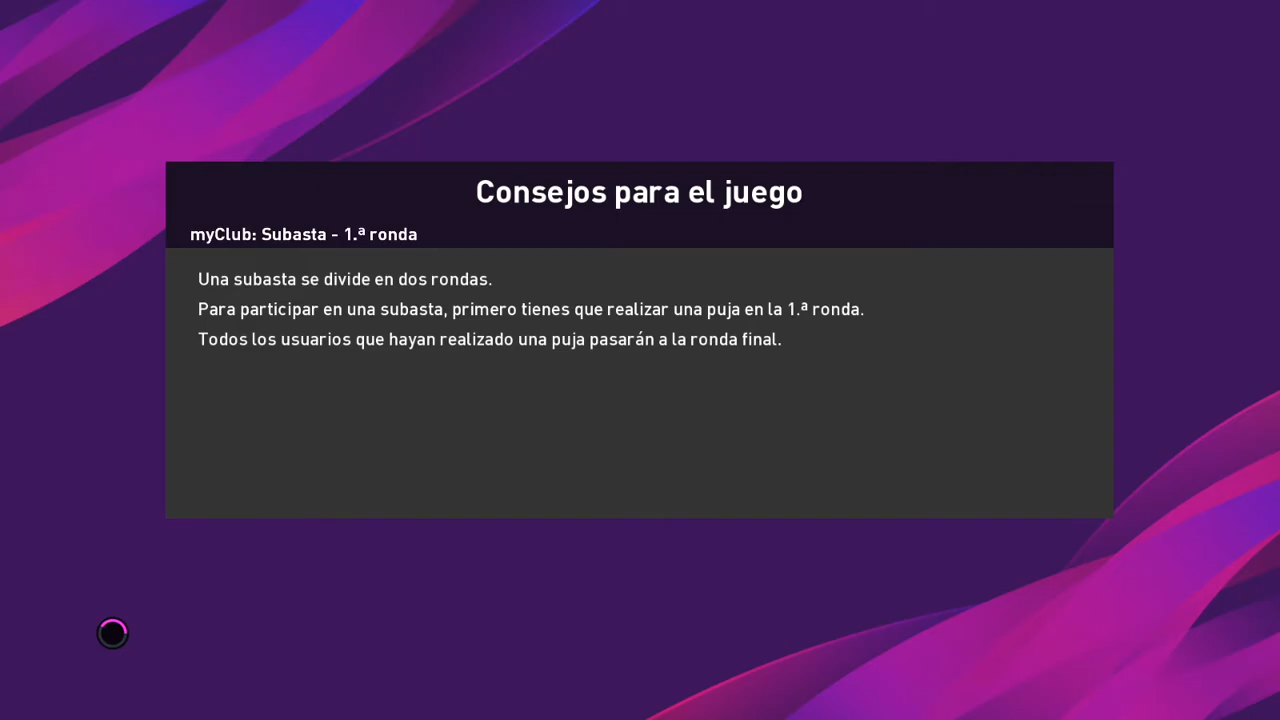 Consejos para el juego
myClub: Subasta - 1.ª ronda
Una subasta se divide en dos rondas.
Para participar en una subasta, primero tienes que realizar una puja en la 1.ª ronda.
Todos los usuarios que hayan realizado una puja pasarán a la ronda final.